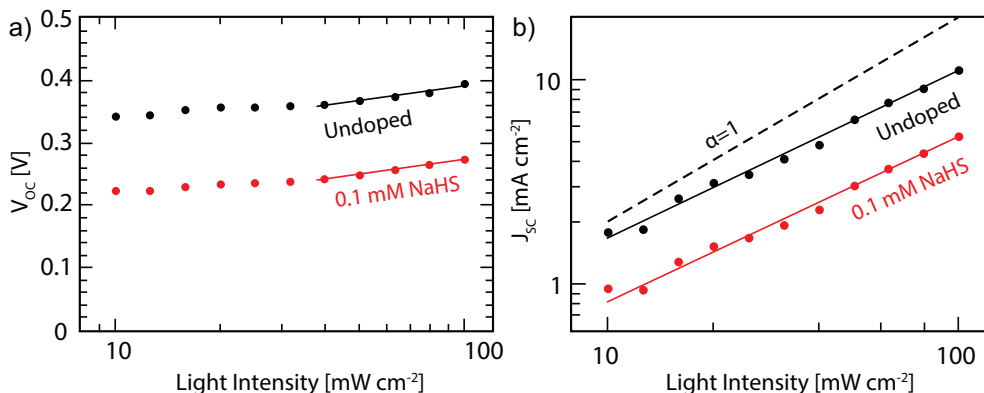 a)
0.5
0.4
0.3
0.2
0.1
0
V_OC [V]
Undoped
0.1 mM NaHS
10
100
Light Intensity [mW cm⁻²]
b)
10
1
J_SC [mA cm⁻²]
α=1
Undoped
0.1 mM NaHS
10
100
Light Intensity [mW cm⁻²]